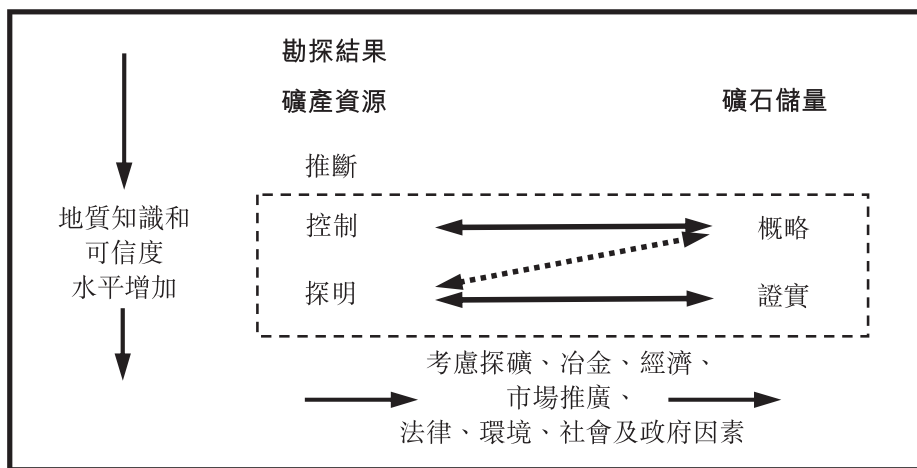 勘探結果
礦產資源
礦石儲量
推斷
地質知識和
可信度
水平增加
控制
概略
探明
證實
考慮探礦、冶金、經濟、
市場推廣、
法律、環境、社會及政府因素